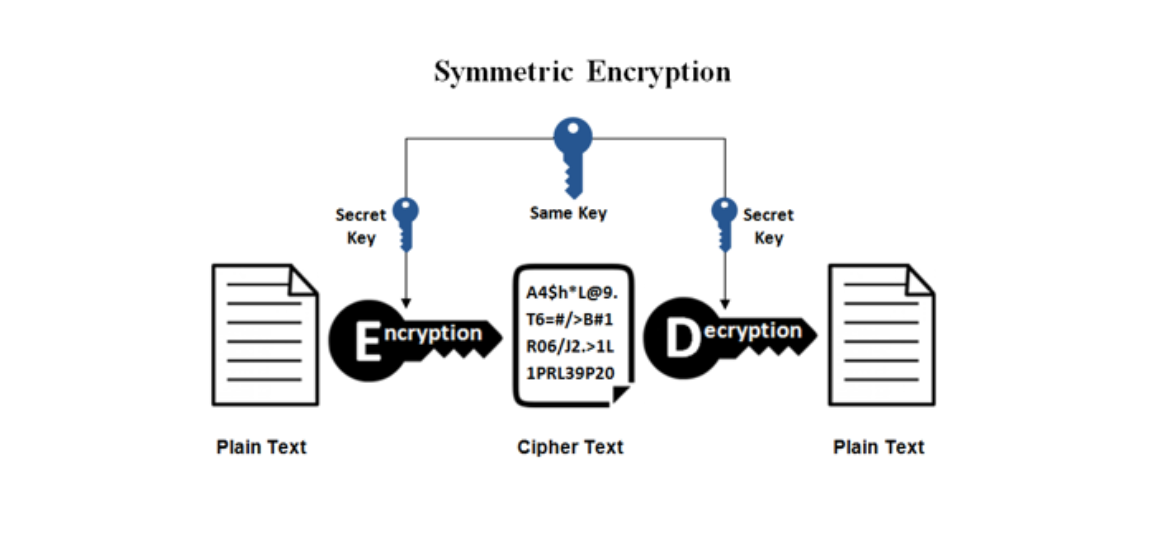 Symmetric Encryption
Same Key
Secret
Key
Secret
Key
Encryption
A4$h*L@9.
T6=#/>B#1
R06/J2.>1L
1PRL39P20
Decryption
Plain Text
Cipher Text
Plain Text